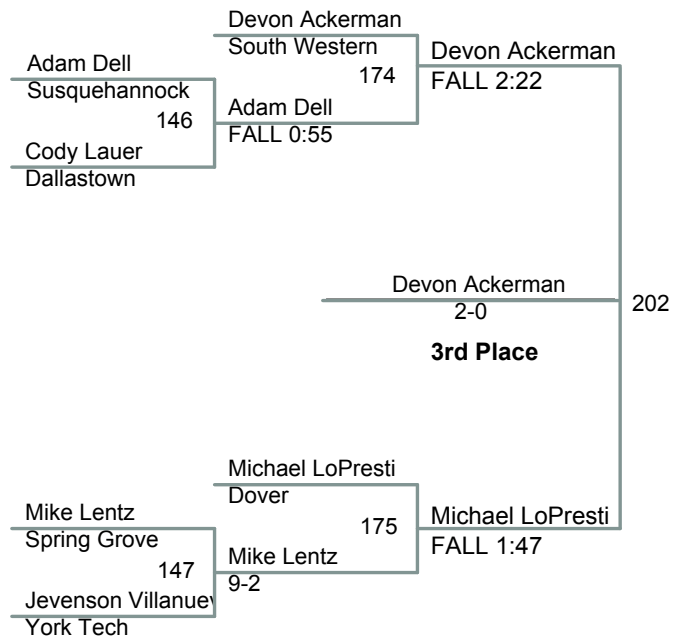 Devon Ackerman
South Western
174
Devon Ackerman
FALL 2:22
Adam Dell
Susquehannock
146
Adam Dell
FALL 0:55
Cody Lauer
Dallastown
Devon Ackerman
2-0
202
3rd Place
Michael LoPresti
Dover
175
Michael LoPresti
FALL 1:47
Mike Lentz
Spring Grove
147
Mike Lentz
9-2
Jevenson Villanuev
York Tech